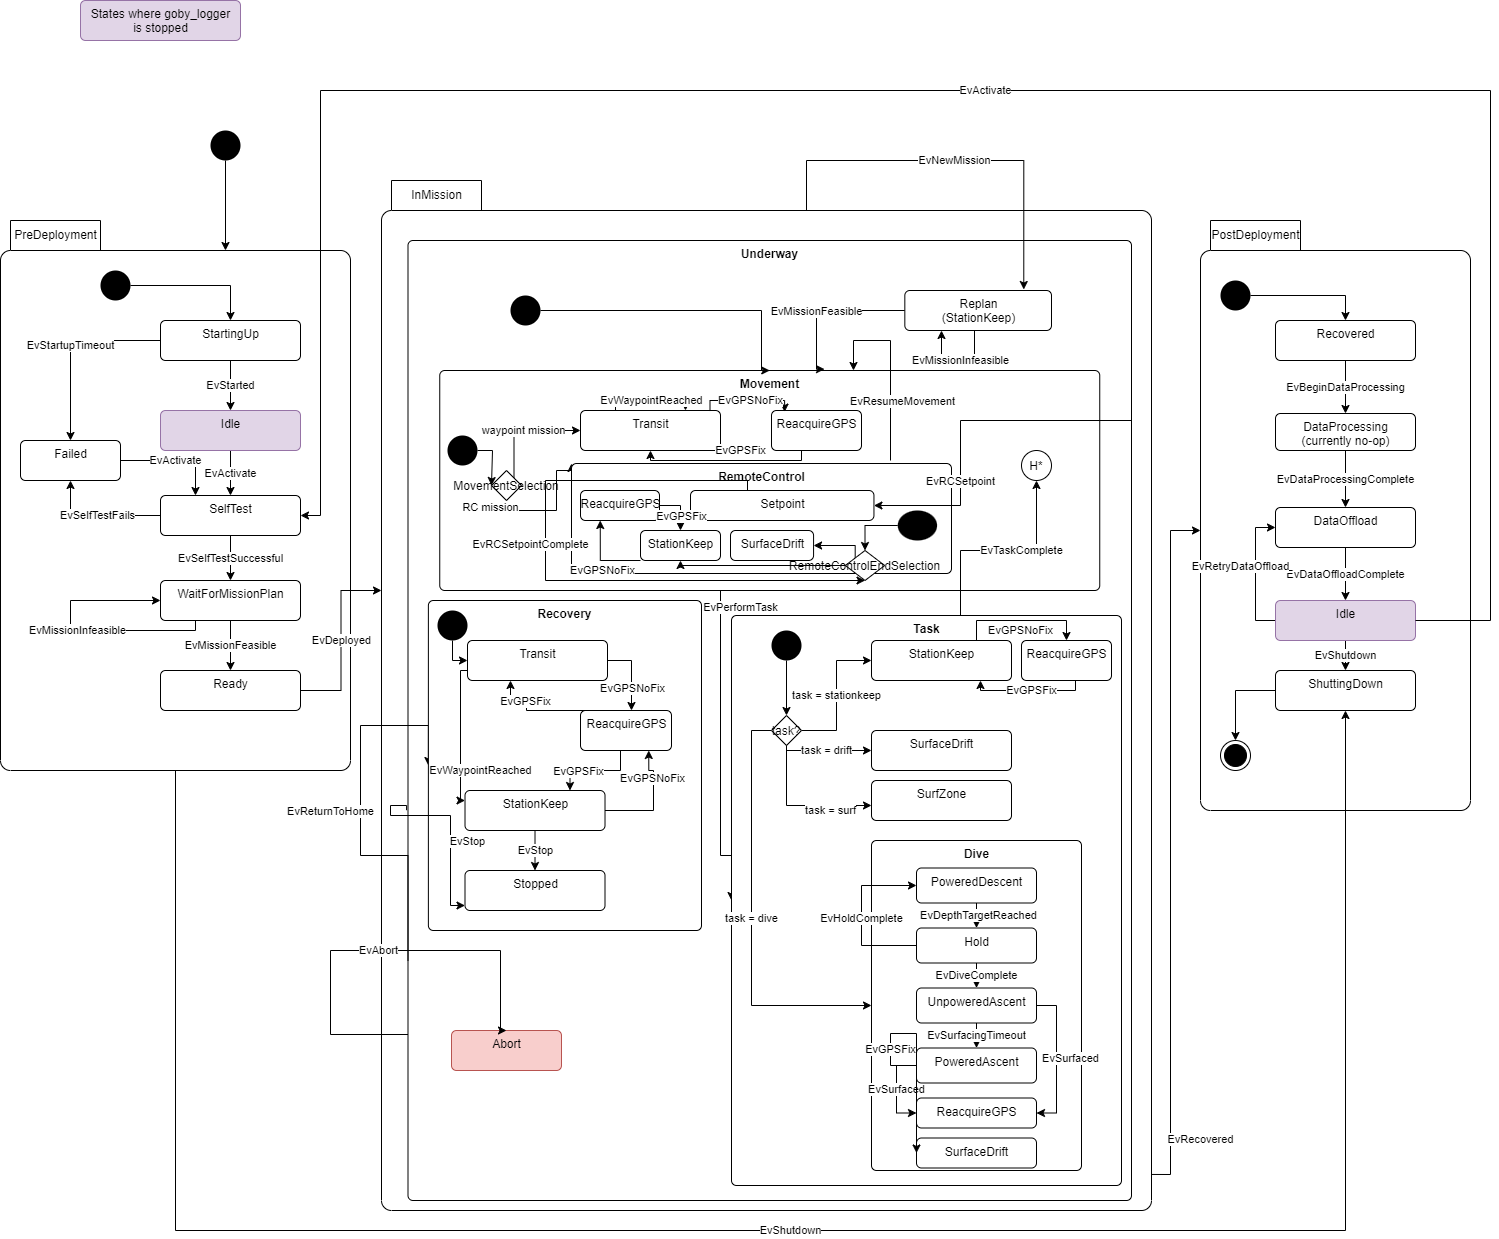 States where goby_logger
is stopped
EvActivate
EvNewMission
InMission
PreDeployment
PostDeployment
Underway
Replan
(StationKeep)
EvMissionFeasible
EvMissionInfeasible
StartingUp
EvStartupTimeout
EvStarted
Idle
Failed
EvActivate
EvActivate
SelfTest
EvSelfTestFails
EvSelfTestSuccessful
WaitForMissionPlan
EvMissionInfeasible
EvMissionFeasible
Ready
EvDeployed
Movement
EvWaypointReached
EvGPSNoFix
EvResumeMovement
waypoint mission
Transit
ReacquireGPS
EvGPSFix
MovementSelection
RC mission
RemoteControl
EvRCSetpoint
H*
ReacquireGPS
Setpoint
EvGPSFix
StationKeep
SurfaceDrift
EvRCSetpointComplete
EvGPSNoFix
RemoteControlEndSelection
EvTaskComplete
EvPerformTask
Recovery
Transit
EvGPSNoFix
EvGPSFix
ReacquireGPS
EvWaypointReached
EvGPSFix
EvGPSNoFix
StationKeep
EvReturnToHome
EvStop
EvStop
Stopped
EvAbort
Abort
Task
EvGPSNoFix
StationKeep
ReacquireGPS
EvGPSFix
task = stationkeep
task?
task = drift
SurfaceDrift
SurfZone
task = surf
task = dive
Dive
PoweredDescent
EvDepthTargetReached
EvHoldComplete
Hold
EvDiveComplete
UnpoweredAscent
EvSurfacingTimeout
EvGPSFix
PoweredAscent
EvSurfaced
EvSurfaced
ReacquireGPS
SurfaceDrift
Recovered
EvBeginDataProcessing
DataProcessing
(currently no-op)
EvDataProcessingComplete
DataOffload
EvRetryDataOffload
EvDataOffloadComplete
Idle
EvShutdown
ShuttingDown
EvRecovered
EvShutdown